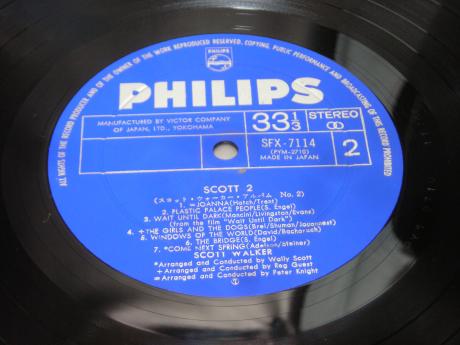 ALL RIGHTS OF THE RECORD PRODUCER AND OF THE OWNER OF THE WORK REPRODUCED RESERVED. COPYING, PUBLIC PERFORMANCE AND BROADCASTING OF THIS RECORD PROHIBITED
PHILIPS
PHILIPS
MANUFACTURED BY VICTOR COMPANY
OF JAPAN, LTD., YOKOHAMA
33 1/3
STEREO
SFX-7114
(PYM-2710)
MADE IN JAPAN
2
SCOTT 2
(スコット・ウォーカー・アルバム No. 2)
1. =JOANNA(Hatch/Trent)
2. PLASTIC PALACE PEOPLE(S. Engel)
3. WAIT UNTIL DARK(Mancini/Livingston/Evans)
(from the film "Wait Until Dark")
4. +THE GIRLS AND THE DOGS(Brel/Shuman/Jouannest)
5. WINDOWS OF THE WORLD(David/Bacharach)
6. THE BRIDGE(S. Engel)
7. *COME NEXT SPRING(Adelson/Steiner)
SCOTT WALKER
*Arranged and Conducted by Wally Scott
+Arranged and Conducted by Reg Guest
=Arranged and Conducted by Peter Knight